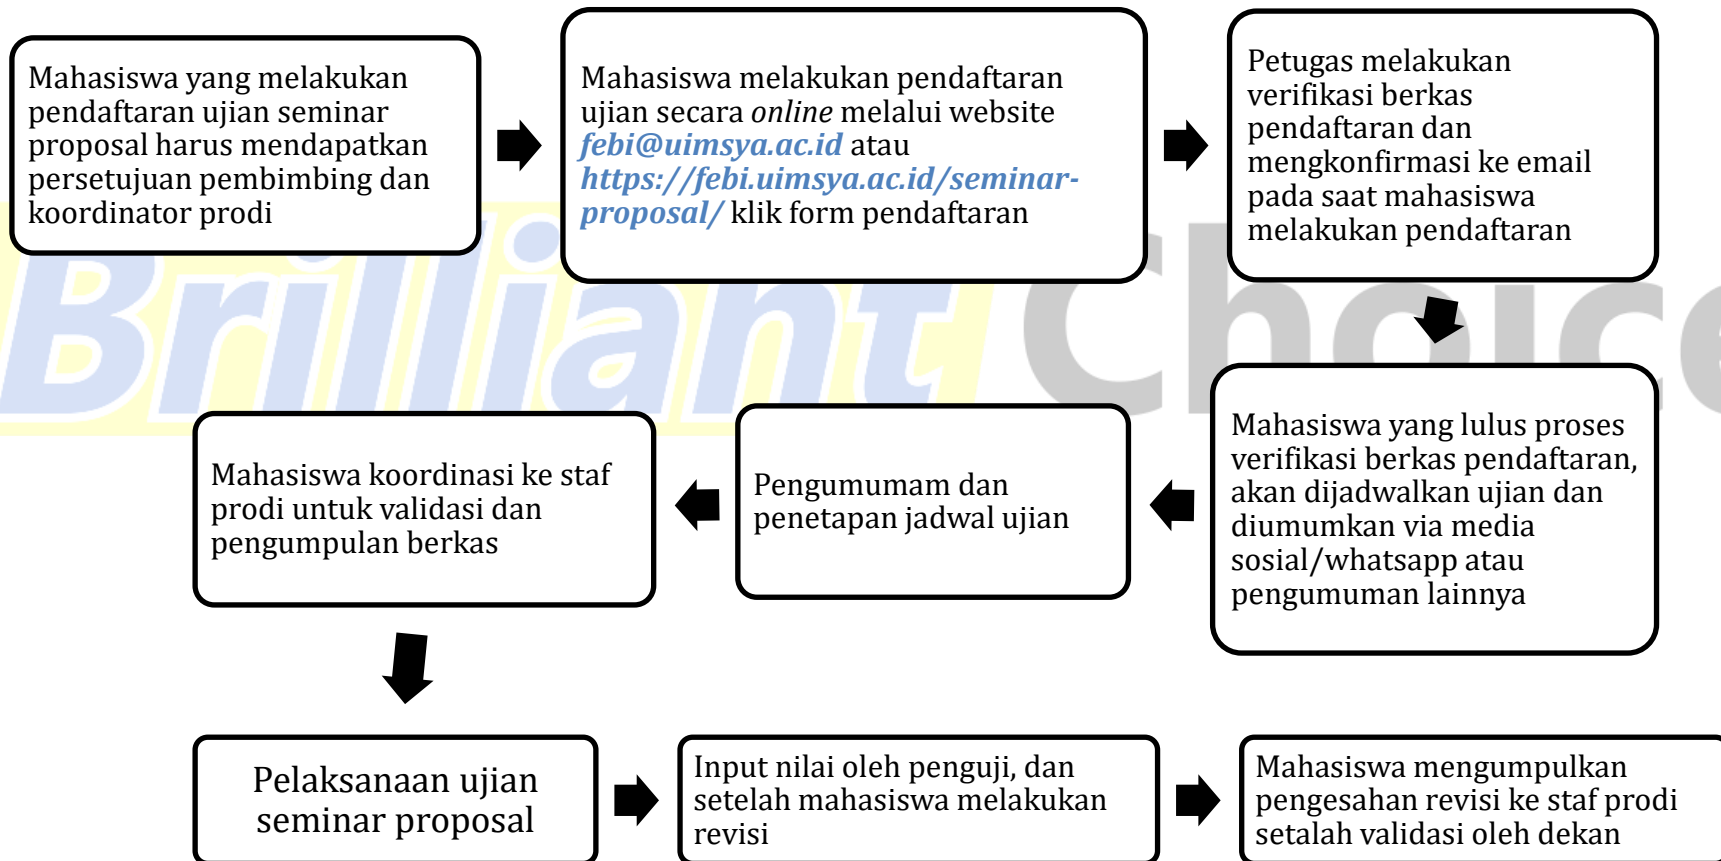 Mahasiswa yang melakukan
pendaftaran ujian seminar
proposal harus mendapatkan
persetujuan pembimbing dan
koordinator prodi
Mahasiswa melakukan pendaftaran
ujian secara online melalui website
febi@uimsya.ac.id atau
https://febi.uimsya.ac.id/seminar-
proposal/ klik form pendaftaran
Petugas melakukan
verifikasi berkas
pendaftaran dan
mengkonfirmasi ke email
pada saat mahasiswa
melakukan pendaftaran
Brilliant Choice
Mahasiswa yang lulus proses
verifikasi berkas pendaftaran,
akan dijadwalkan ujian dan
diumumkan via media
sosial/whatsapp atau
pengumuman lainnya
Pengumumam dan
penetapan jadwal ujian
Mahasiswa koordinasi ke staf
prodi untuk validasi dan
pengumpulan berkas
Pelaksanaan ujian
seminar proposal
Input nilai oleh penguji, dan
setelah mahasiswa melakukan
revisi
Mahasiswa mengumpulkan
pengesahan revisi ke staf prodi
setalah validasi oleh dekan